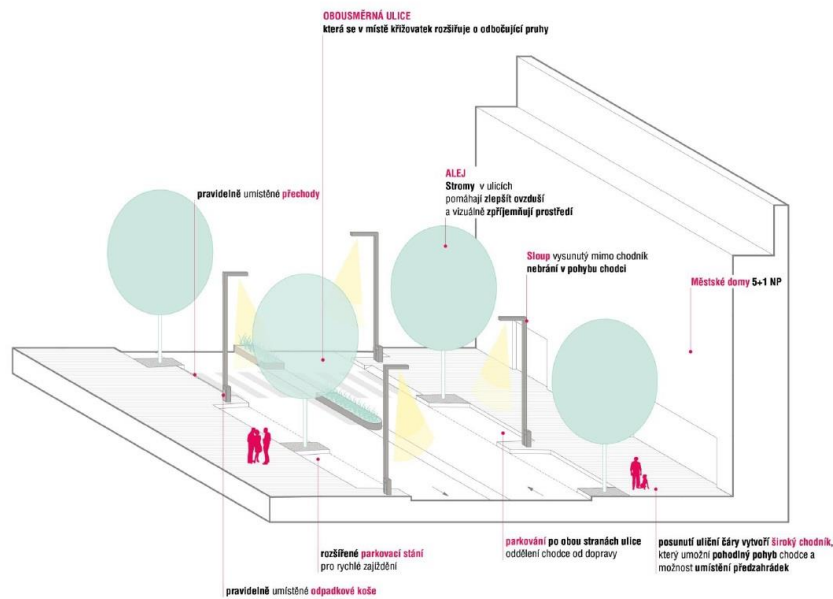 OBOUSMĚRNÁ ULICE
která se v místě křižovatek rozšiřuje o odbočující pruhy
ALEJ
Stromy v ulicích
pomáhají zlepšit ovzduší
a vizuálně zpříjemňují prostředí
pravidelně umístěné přechody
Sloup vysunutý mimo chodník
nebrání v pohybu chodci
Městské domy 5+1 NP
rozšířené parkovací stání
pro rychlé zajíždění
parkování po obou stranách ulice
oddělení chodce od dopravy
posunutí uliční čáry vytvoří široký chodník,
který umožní pohodlný pohyb chodce a
možnost umístění předzahrádek
pravidelně umístěné odpadkové koše